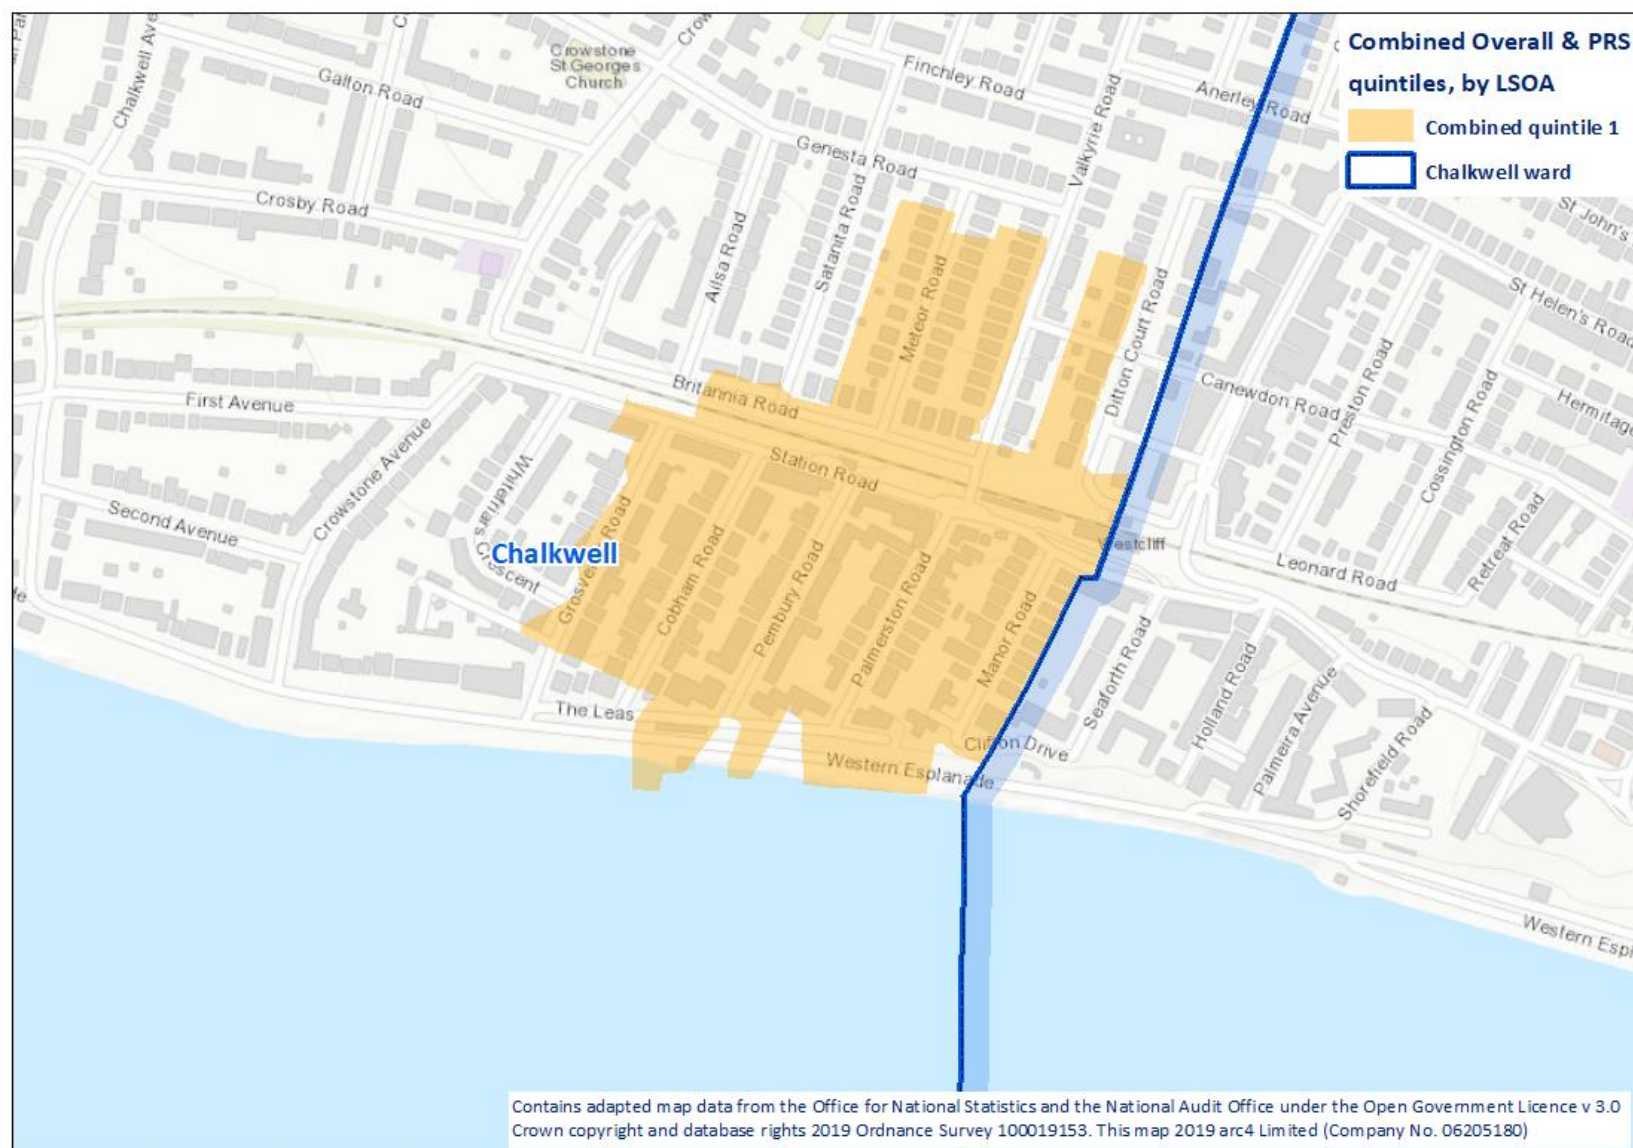 Combined Overall & PRS
quintiles, by LSOA
Combined quintile 1
Chalkwell ward
Chalkwell Ave
Crowstone
St Georges
Church
Galton Road
Finchley Road
Anerley Road
Valkyrie Road
Genesta Road
Crosby Road
Satanita Road
Ailsa Road
St John's
St Helen's Road
Meteor Road
Ditton Court Road
Canewdon Road
Preston Road
Hermitage
Cossington Road
Britannia Road
First Avenue
Station Road
Crowstone Avenue
Whitefriars Crescent
Second Avenue
Chalkwell
Grosvenor Road
Cobham Road
Pembury Road
Palmerston Road
Manor Road
Westcliff
Leonard Road
Retreat Road
Seaforth Road
Holland Road
Palmeira Avenue
Shorefield Road
The Leas
Clifton Drive
Western Esplanade
Western Espl
Contains adapted map data from the Office for National Statistics and the National Audit Office under the Open Government Licence v 3.0
Crown copyright and database rights 2019 Ordnance Survey 100019153. This map 2019 arc4 Limited (Company No. 06205180)